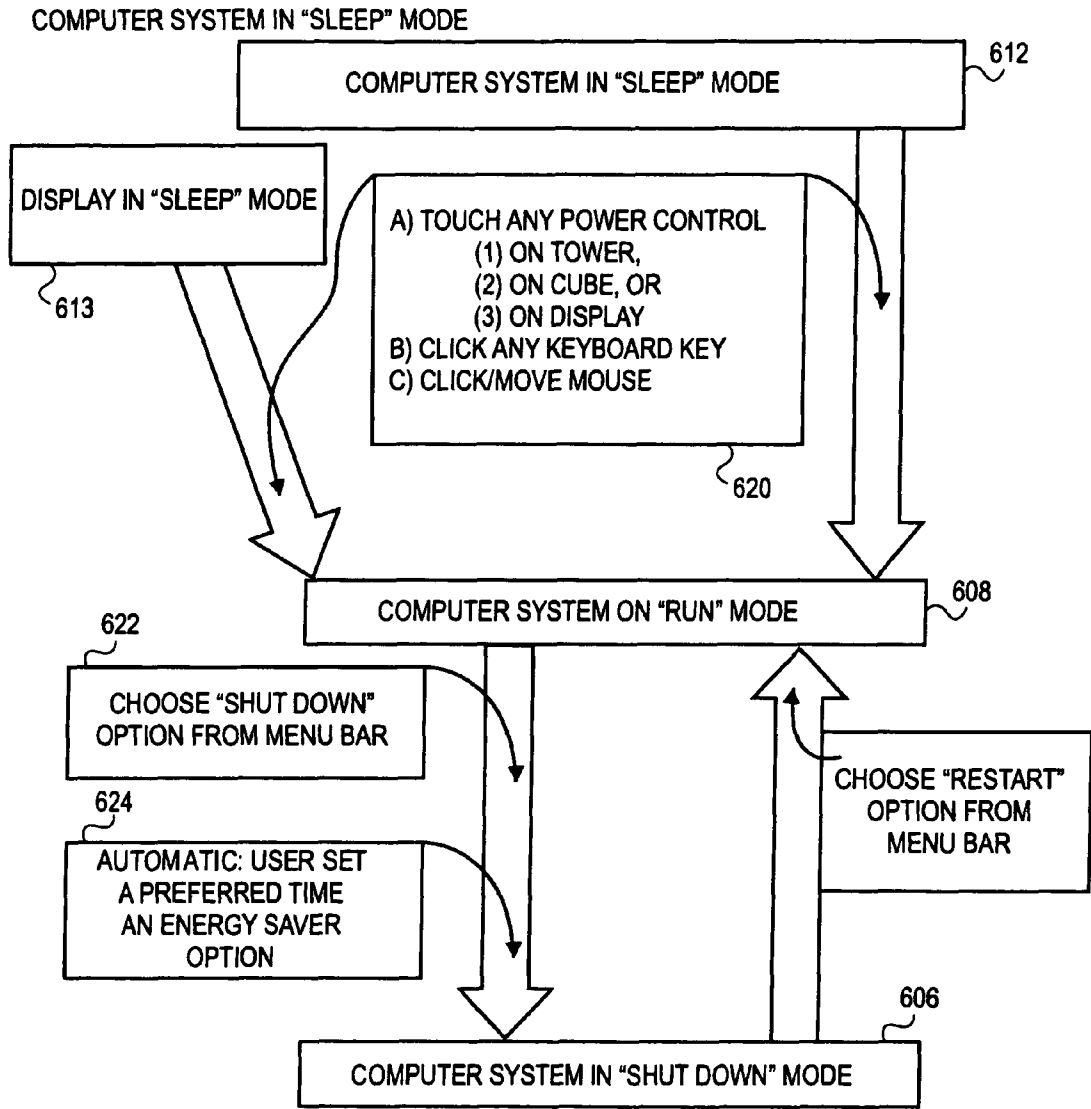 COMPUTER SYSTEM IN “SLEEP” MODE
612
COMPUTER SYSTEM IN “SLEEP” MODE
DISPLAY IN “SLEEP” MODE
613
A) TOUCH ANY POWER CONTROL
(1) ON TOWER,
(2) ON CUBE, OR
(3) ON DISPLAY
B) CLICK ANY KEYBOARD KEY
C) CLICK/MOVE MOUSE
620
COMPUTER SYSTEM ON “RUN” MODE
608
622
CHOOSE “SHUT DOWN”
OPTION FROM MENU BAR
624
AUTOMATIC: USER SET
A PREFERRED TIME
AN ENERGY SAVER
OPTION
CHOOSE “RESTART”
OPTION FROM
MENU BAR
606
COMPUTER SYSTEM IN “SHUT DOWN” MODE